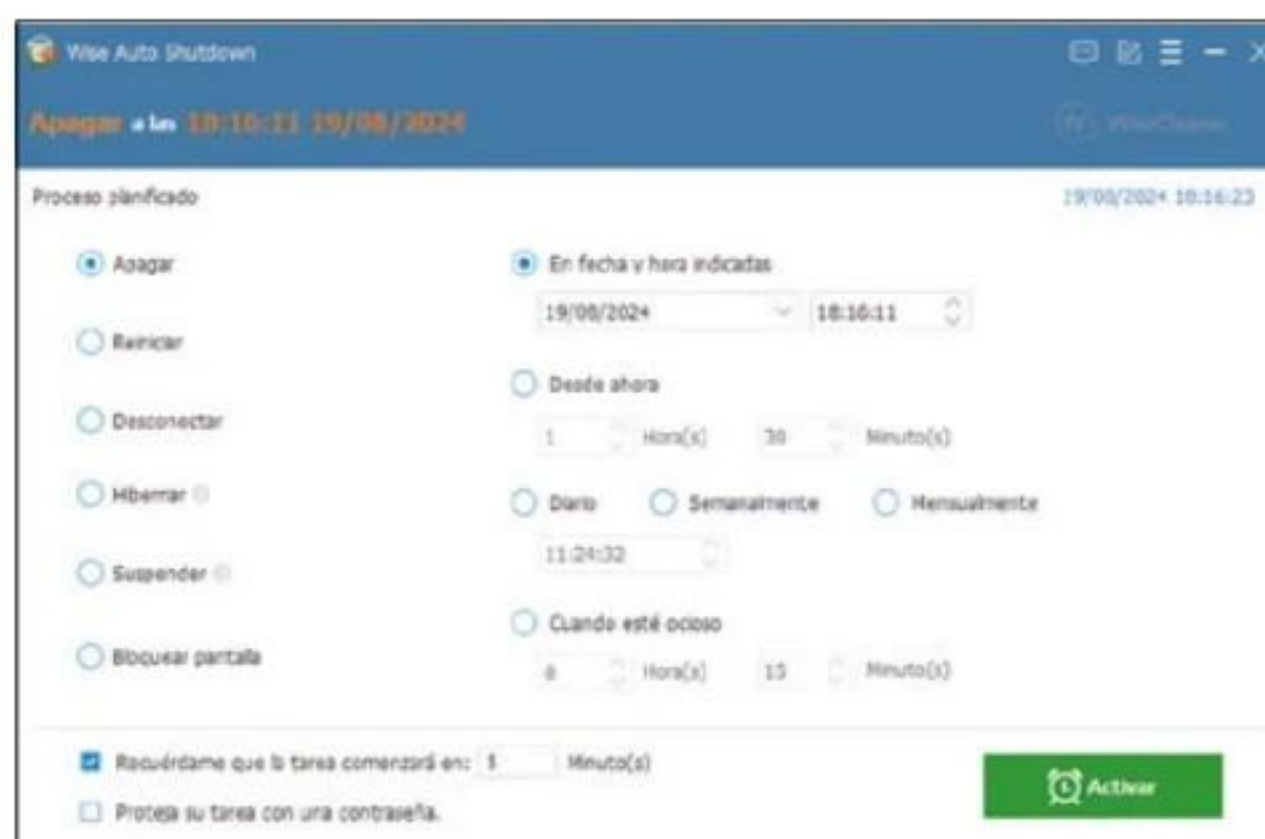 Wise Auto Shutdown
Apagar a las 18:16:11 19/08/2024
WiseCleaner
Proceso planificado
19/08/2024 18:16:23
Apagar
En fecha y hora indicadas
19/08/2024
18:16:11
Reiniciar
Desde ahora
1 Hora(s) 30 Minuto(s)
Desconectar
Hibernar
Diario Semanalmente Mensualmente
11:24:32
Suspender
Cuando esté ocioso
Bloquear pantalla
0 Hora(s) 15 Minuto(s)
Recuérdame que la tarea comenzará en: 5 Minuto(s)
Activar
Proteja su tarea con una contraseña.